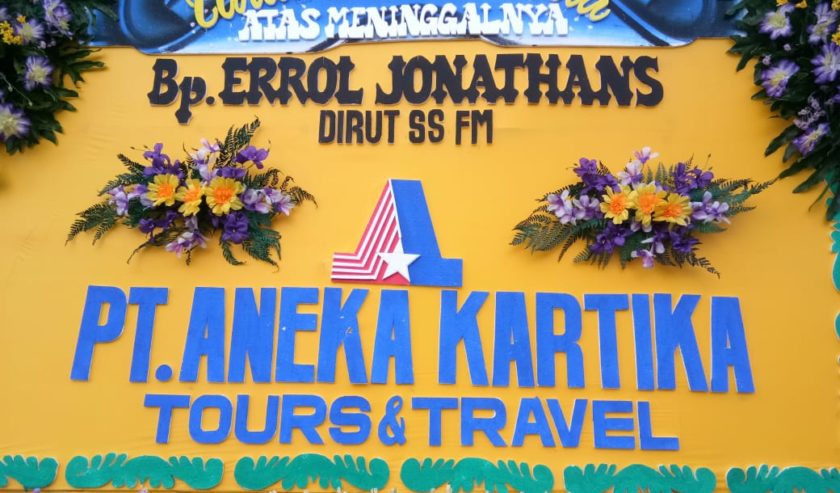 ATAS MENINGGALNYA
Bp. ERROL JONATHANS
DIRUT SS FM
PT. ANEKA KARTIKA
TOURS & TRAVEL